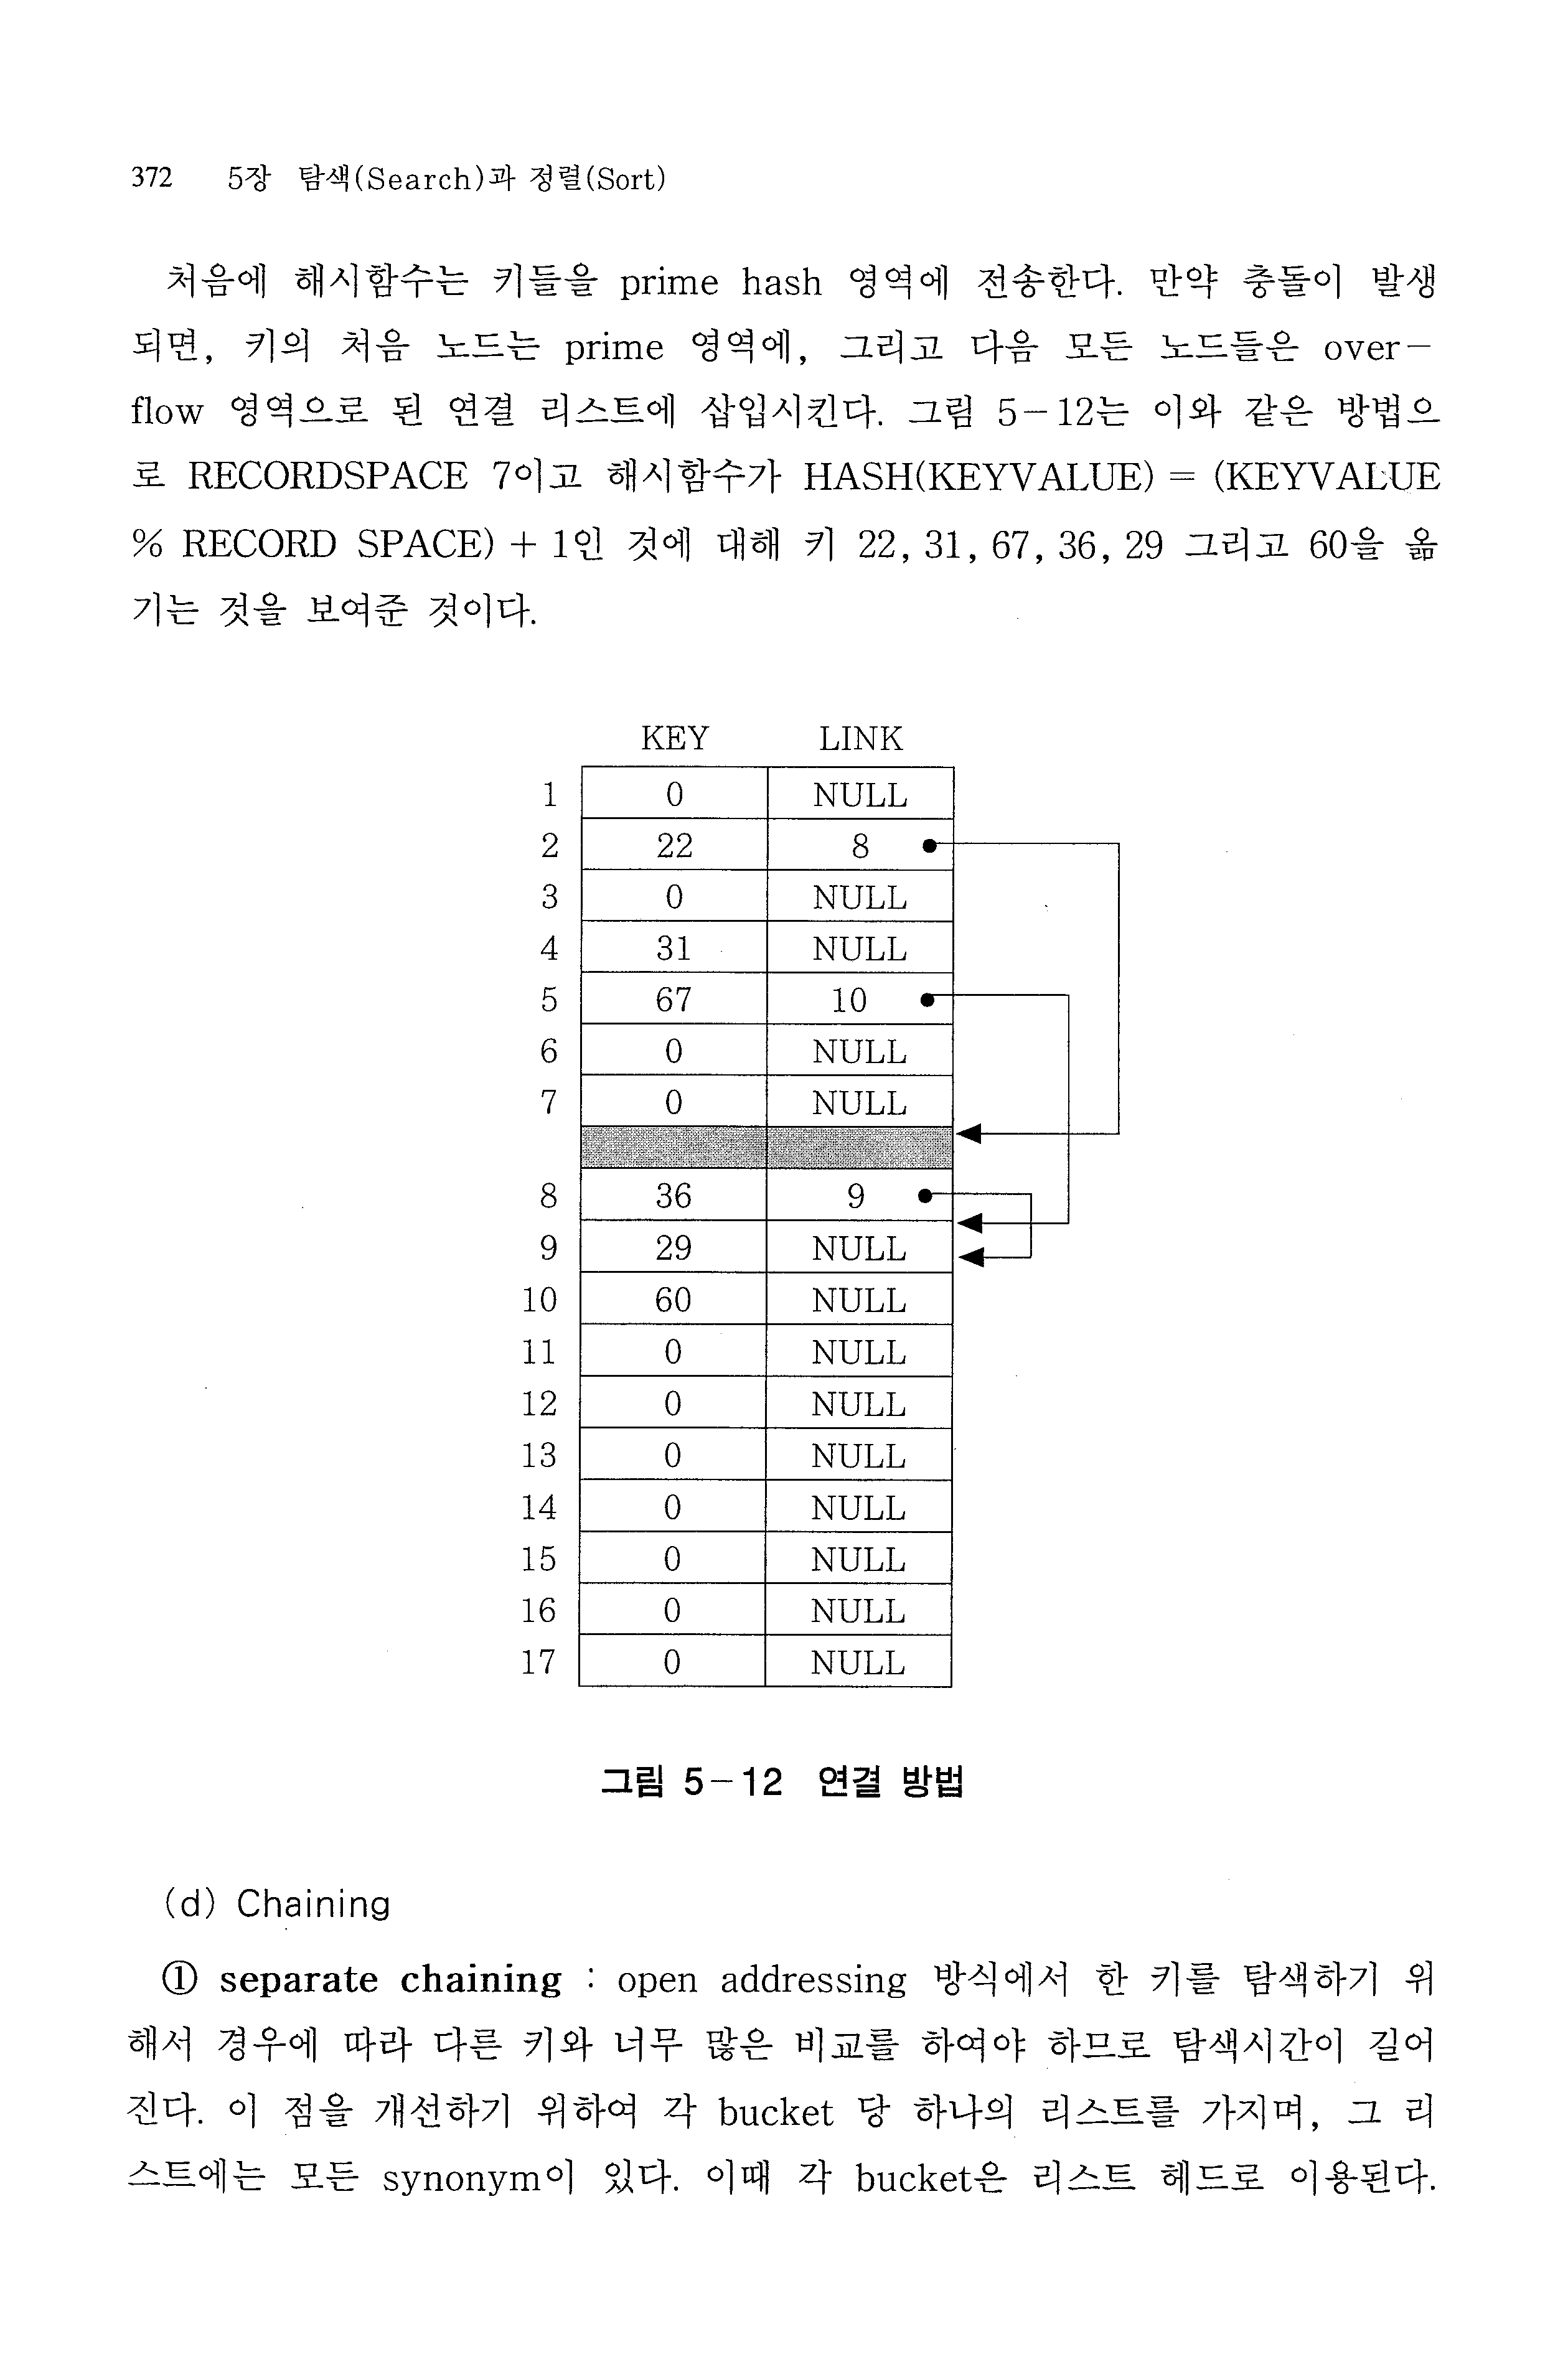 372 5장 탐색(Search)과 정렬(Sort)
처음에 해시함수는 키들을 prime hash 영역에 전송한다. 만약 충돌이 발생
되면, 키의 처음 노드는 prime 영역에, 그리고 다음 모든 노드들은 over-
flow 영역으로 된 연결 리스트에 삽입시킨다. 그림 5-12는 이와 같은 방법으
로 RECORDSPACE 7이고 해시함수가 HASH(KEYVALUE) = (KEYVALUE
% RECORD SPACE) + 1인 것에 대해 키 22, 31, 67, 36, 29 그리고 60을 옮
기는 것을 보여준 것이다.
KEY LINK
1 0 NULL
2 22 8
3 0 NULL
4 31 NULL
5 67 10
6 0 NULL
7 0 NULL
8 36 9
9 29 NULL
10 60 NULL
11 0 NULL
12 0 NULL
13 0 NULL
14 0 NULL
15 0 NULL
16 0 NULL
17 0 NULL
그림 5-12 연결 방법
(d) Chaining
① separate chaining : open addressing 방식에서 한 키를 탐색하기 위
해서 경우에 따라 다른 키와 너무 많은 비교를 하여야 하므로 탐색시간이 길어
진다. 이 점을 개선하기 위하여 각 bucket 당 하나의 리스트를 가지며, 그 리
스트에는 모든 synonym이 있다. 이때 각 bucket은 리스트 헤드로 이용된다.